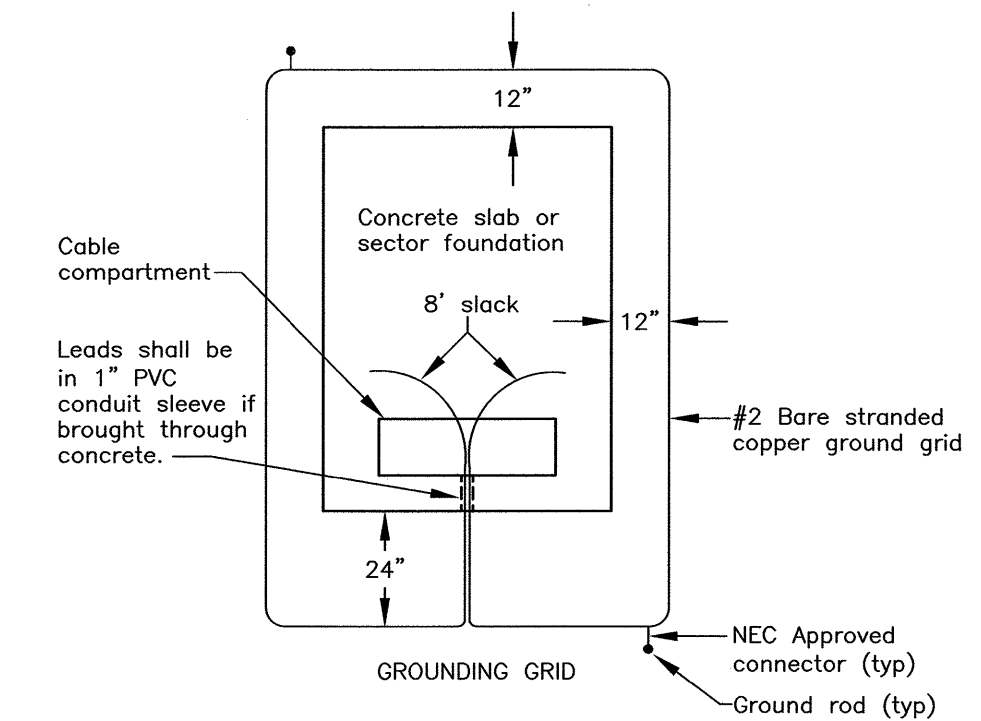 12”
Concrete slab or
sector foundation
Cable
compartment
8’ slack
12”
Leads shall be
in 1” PVC
conduit sleeve if
brought through
concrete.
#2 Bare stranded
copper ground grid
24”
NEC Approved
connector (typ)
GROUNDING GRID
Ground rod (typ)